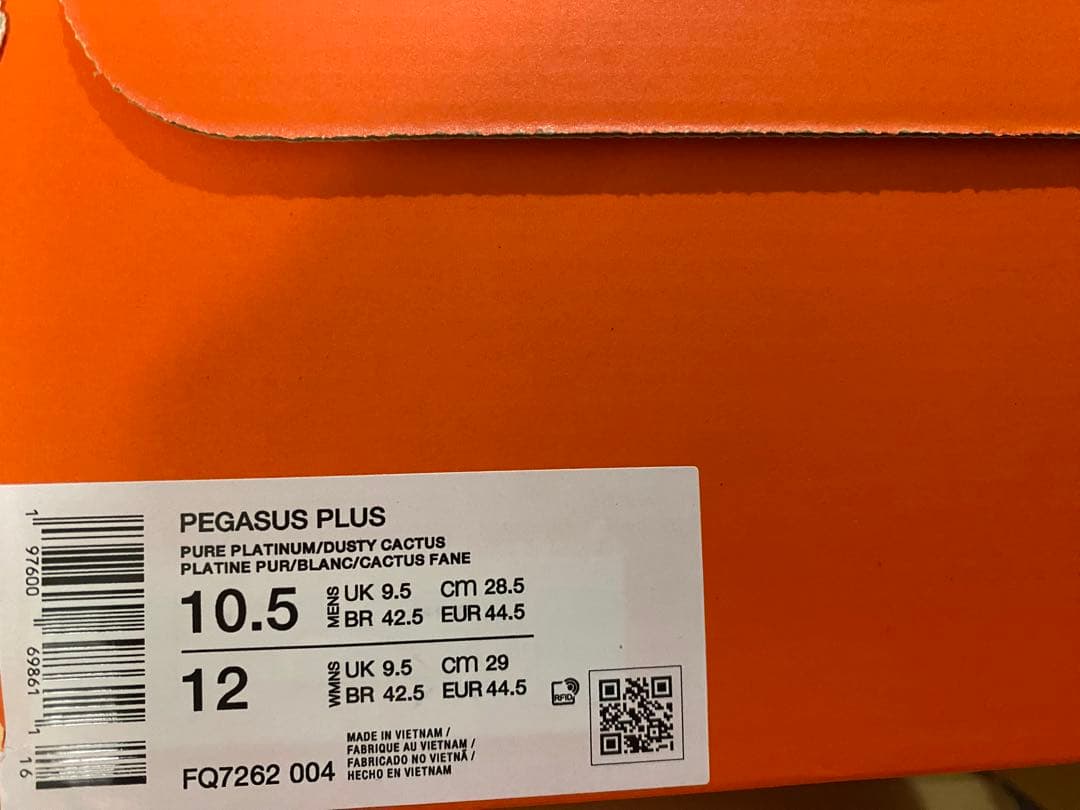 PEGASUS PLUS
PURE PLATINUM/DUSTY CACTUS
PLATINE PUR/BLANC/CACTUS FANE
10.5 MENS UK 9.5 cm 28.5
BR 42.5 EUR 44.5
12 WMNS UK 9.5 cm 29
BR 42.5 EUR 44.5
RFID
MADE IN VIETNAM /
FABRIQUE AU VIETNAM /
FABRICADO NO VIETNÃ /
HECHO EN VIETNAM
FQ7262 004
1 97600 69861 1 16